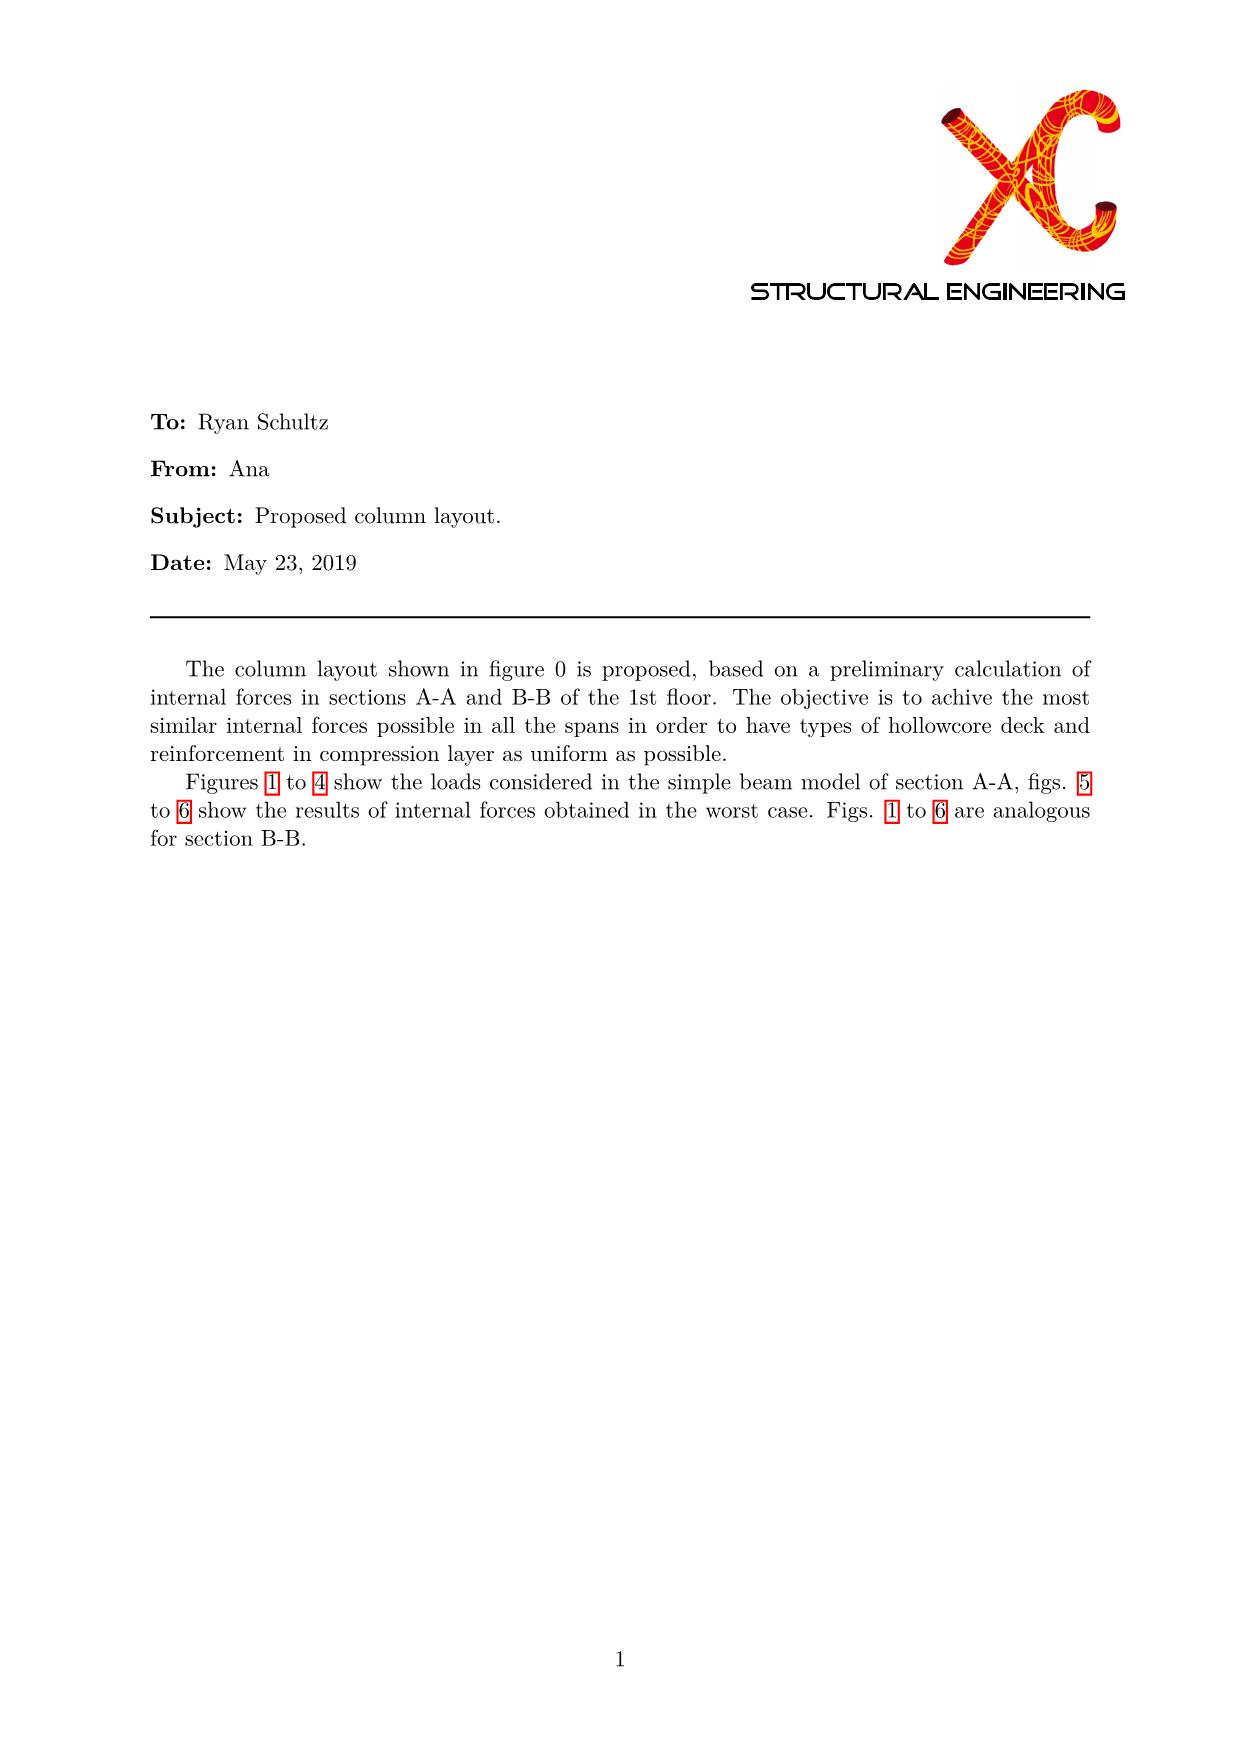 XC
STRUCTURAL ENGINEERING
To: Ryan Schultz
From: Ana
Subject: Proposed column layout.
Date: May 23, 2019
The column layout shown in figure 0 is proposed, based on a preliminary calculation of
internal forces in sections A-A and B-B of the 1st floor. The objective is to achive the most
similar internal forces possible in all the spans in order to have types of hollowcore deck and
reinforcement in compression layer as uniform as possible.
Figures 1 to 4 show the loads considered in the simple beam model of section A-A, figs. 5
to 6 show the results of internal forces obtained in the worst case. Figs. 1 to 6 are analogous
for section B-B.
1